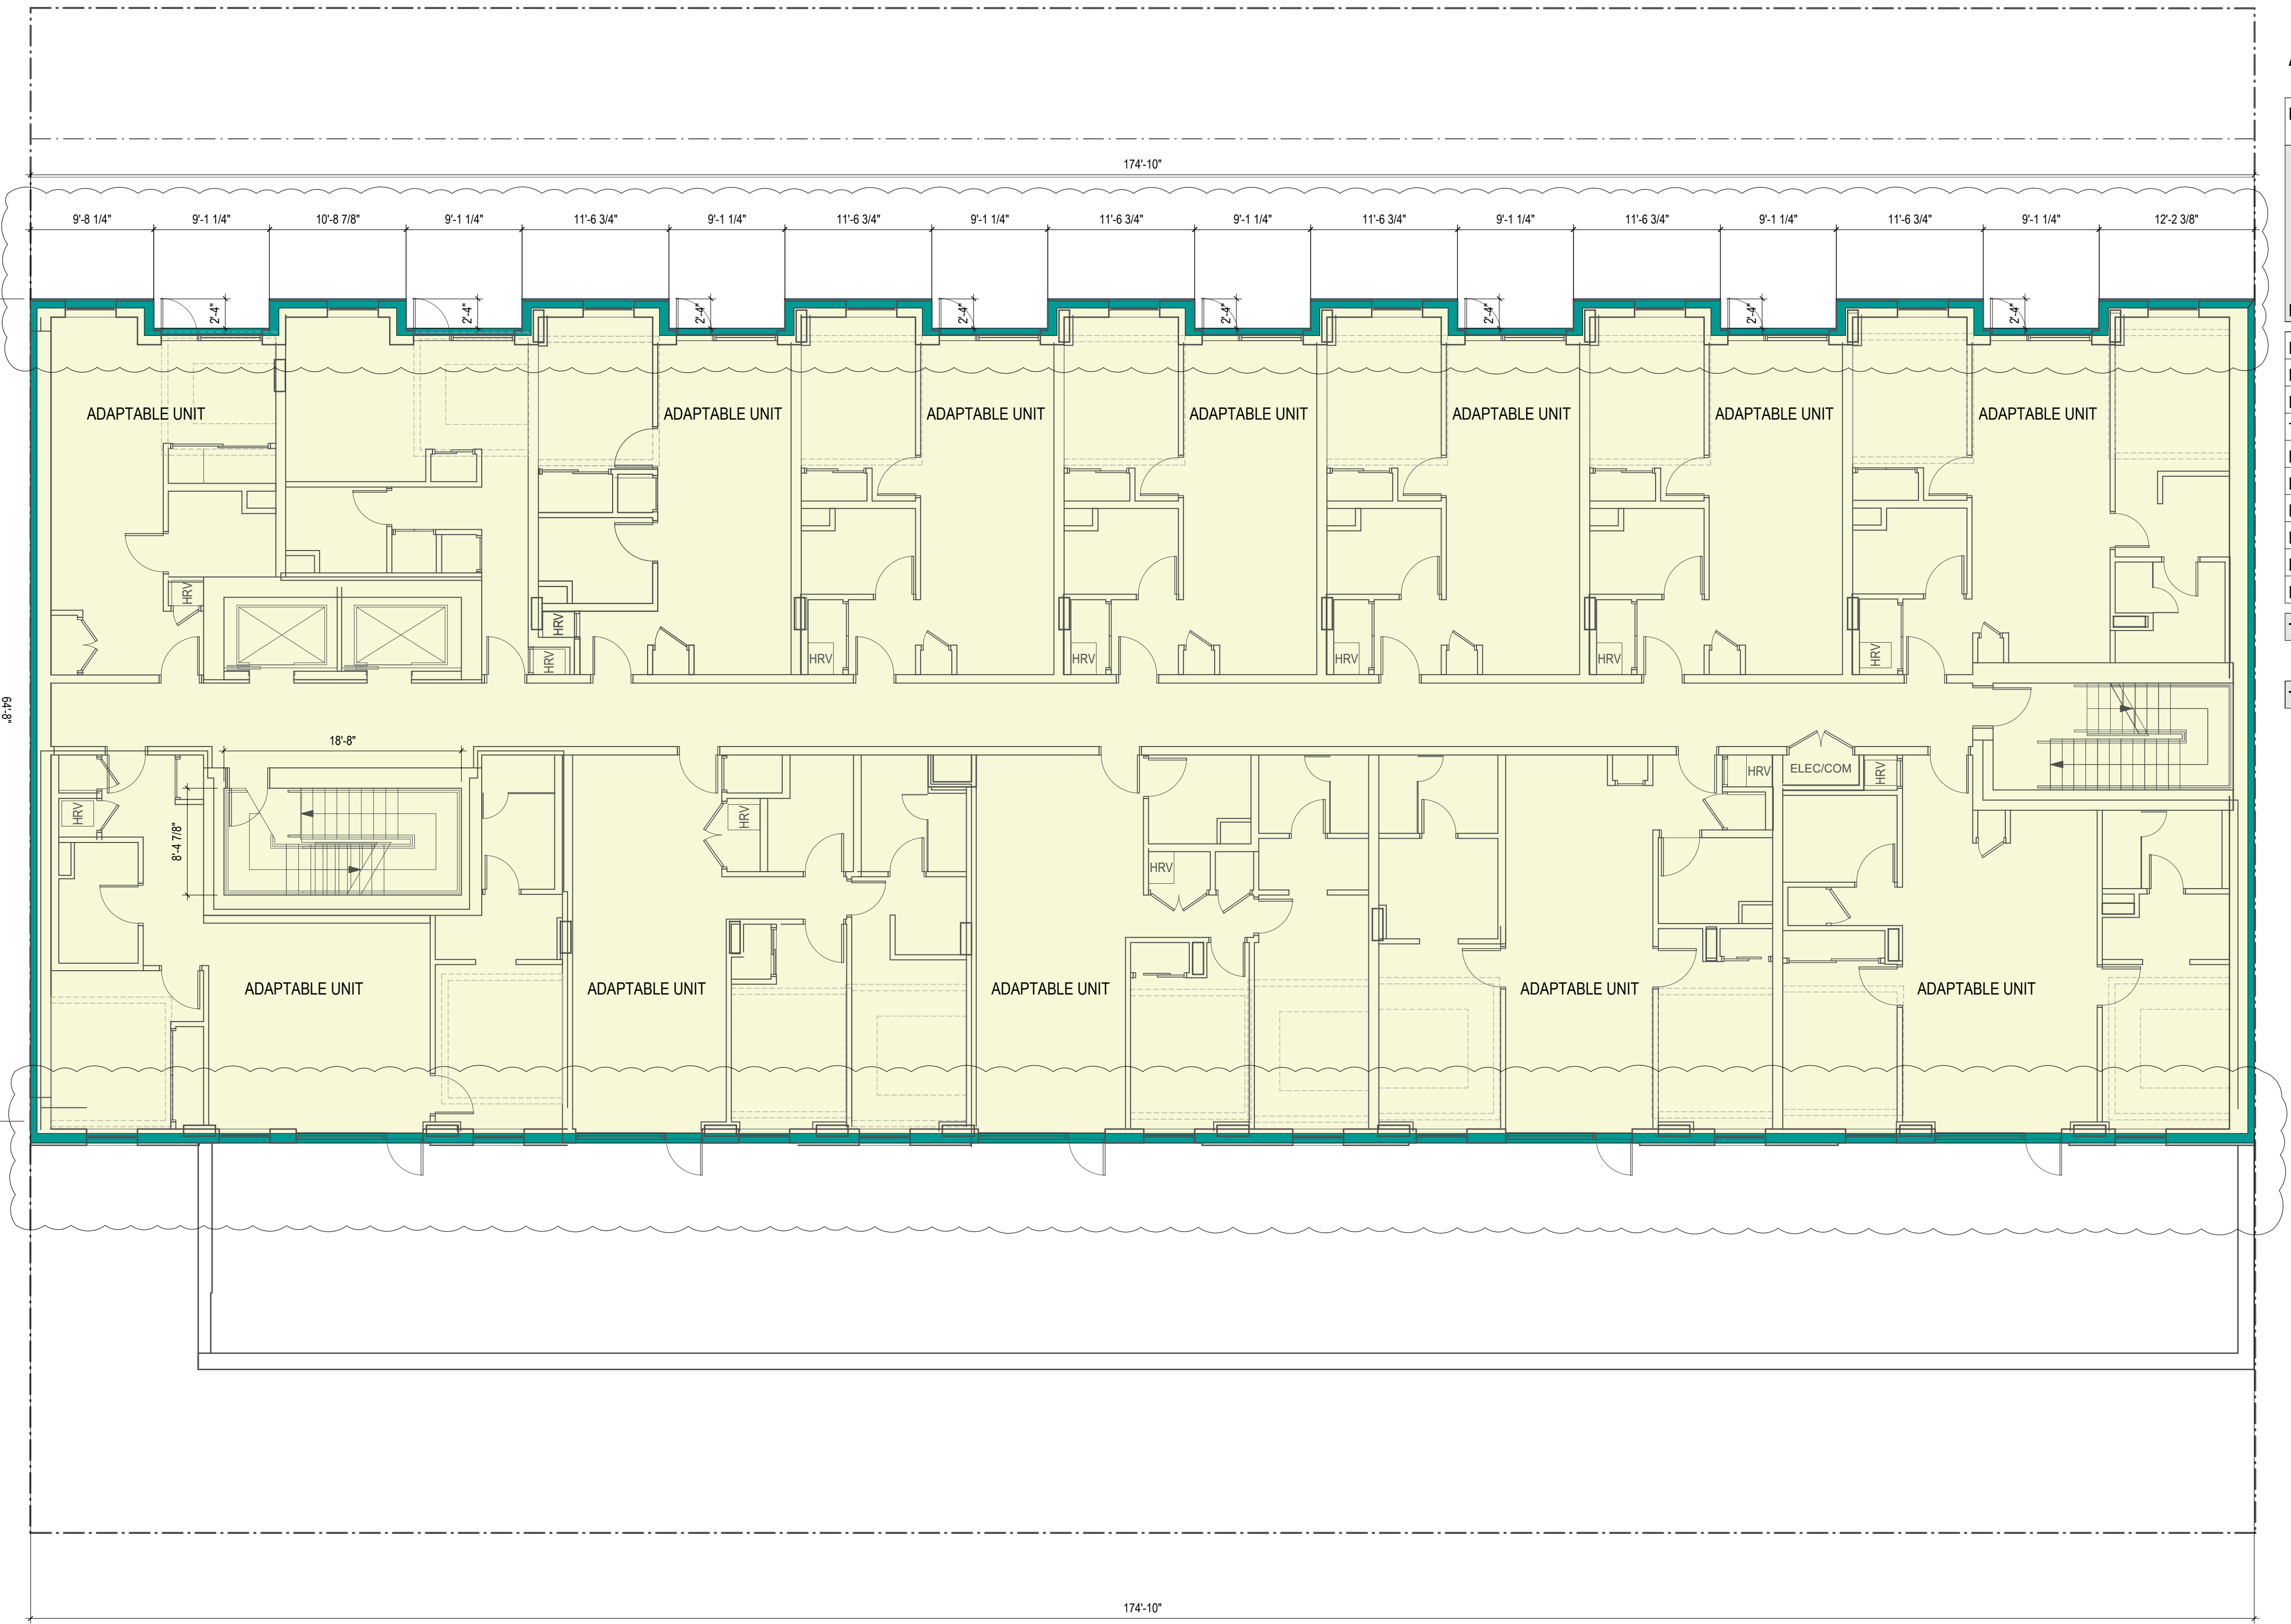 174'-10"
9'-8 1/4" 9'-1 1/4" 10'-8 7/8" 9'-1 1/4" 11'-6 3/4" 9'-1 1/4" 11'-6 3/4" 9'-1 1/4" 11'-6 3/4" 9'-1 1/4" 11'-6 3/4" 9'-1 1/4" 11'-6 3/4" 9'-1 1/4" 11'-6 3/4" 9'-1 1/4" 12'-2 3/8"
2'-4" 2'-4" 2'-4" 2'-4" 2'-4" 2'-4" 2'-4" 2'-4"
ADAPTABLE UNIT ADAPTABLE UNIT ADAPTABLE UNIT ADAPTABLE UNIT ADAPTABLE UNIT ADAPTABLE UNIT ADAPTABLE UNIT
HRV
HRV
HRV HRV HRV HRV HRV HRV
64'-8"
18'-8"
HRV ELEC/COM HRV
HRV HRV
8'-4 7/8"
HRV
ADAPTABLE UNIT ADAPTABLE UNIT ADAPTABLE UNIT ADAPTABLE UNIT ADAPTABLE UNIT
174'-10"